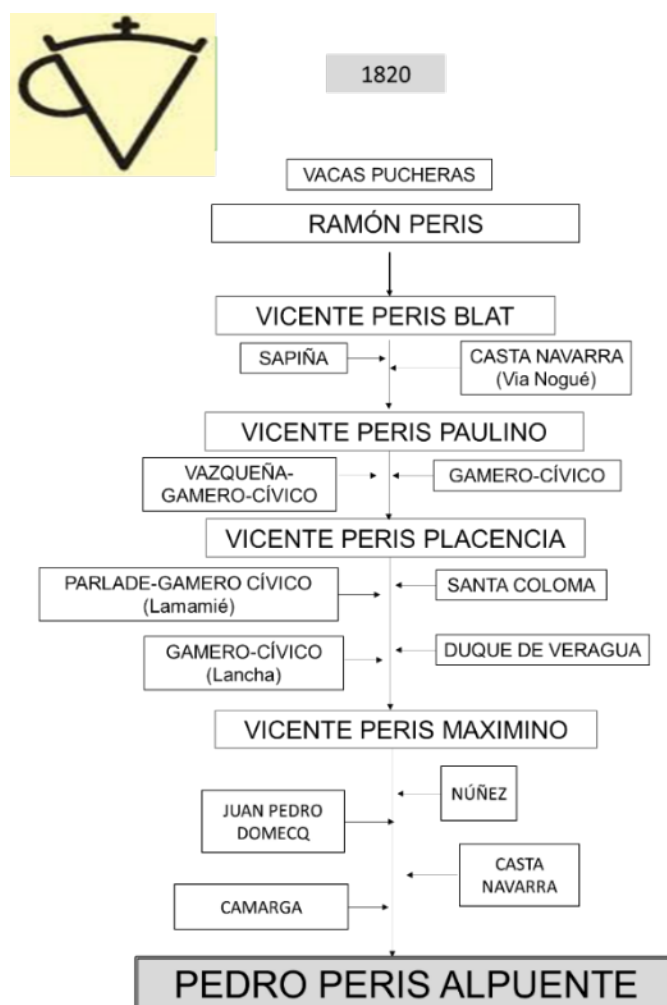 1820
VACAS PUCHERAS
RAMÓN PERIS
VICENTE PERIS BLAT
SAPIÑA
CASTA NAVARRA
(Via Nogué)
VICENTE PERIS PAULINO
VAZQUEÑA-
GAMERO-CÍVICO
GAMERO-CÍVICO
VICENTE PERIS PLACENCIA
PARLADE-GAMERO CÍVICO
(Lamamié)
SANTA COLOMA
GAMERO-CÍVICO
(Lancha)
DUQUE DE VERAGUA
VICENTE PERIS MAXIMINO
NÚÑEZ
JUAN PEDRO
DOMECQ
CASTA
NAVARRA
CAMARGA
PEDRO PERIS ALPUENTE